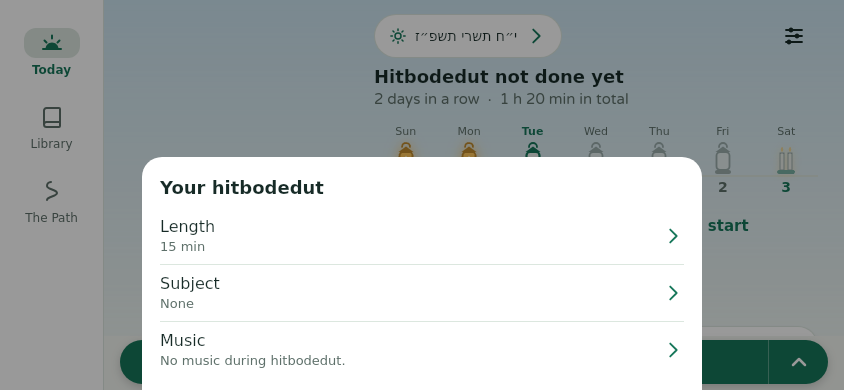 Today
Library
The Path
י״ח תשרי תשפ״ז
Hitbodedut not done yet
2 days in a row · 1 h 20 min in total
Sun Mon Tue Wed Thu Fri Sat
2 3
start
Your hitbodedut
Length
15 min
Subject
None
Music
No music during hitbodedut.